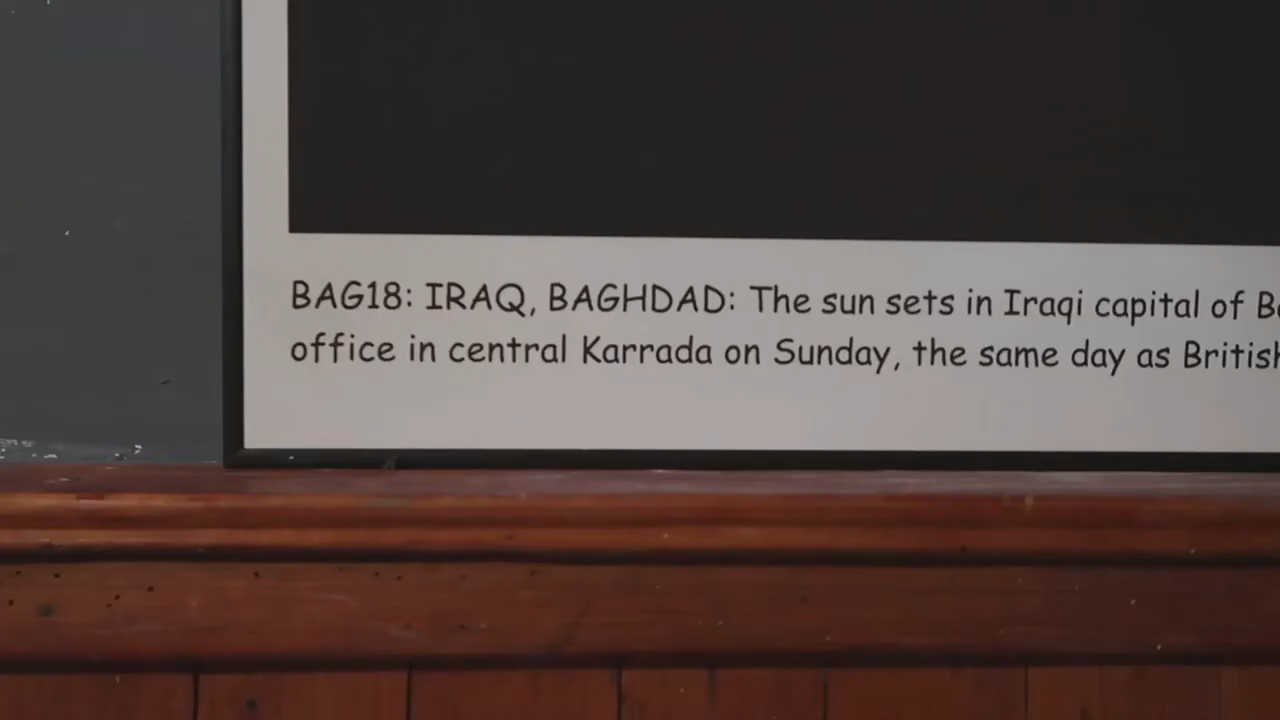 BAG18: IRAQ, BAGHDAD: The sun sets in Iraqi capital of
office in central Karrada on Sunday, the same day as British